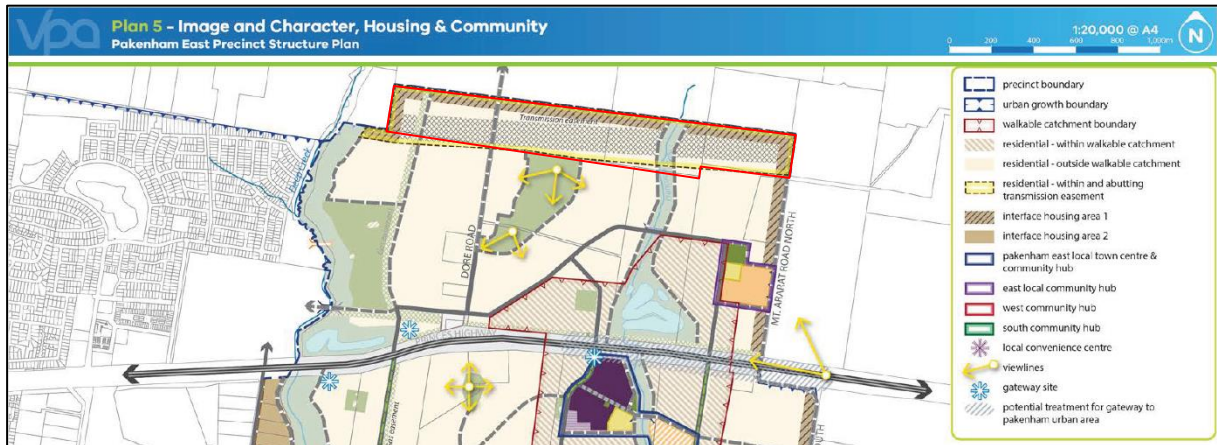 vpa
Plan 5 - Image and Character, Housing & Community
Pakenham East Precinct Structure Plan
1:20,000 @ A4
0 200 400 600 800 1,000m
N
Transmission easement
DORE ROAD
MT. ARARAT ROAD NORTH
PRINCES HIGHWAY
precinct boundary
urban growth boundary
walkable catchment boundary
residential - within walkable catchment
residential - outside walkable catchment
residential - within and abutting
transmission easement
interface housing area 1
interface housing area 2
pakenham east local town centre &
community hub
east local community hub
west community hub
south community hub
local convenience centre
viewlines
gateway site
potential treatment for gateway to
pakenham urban area